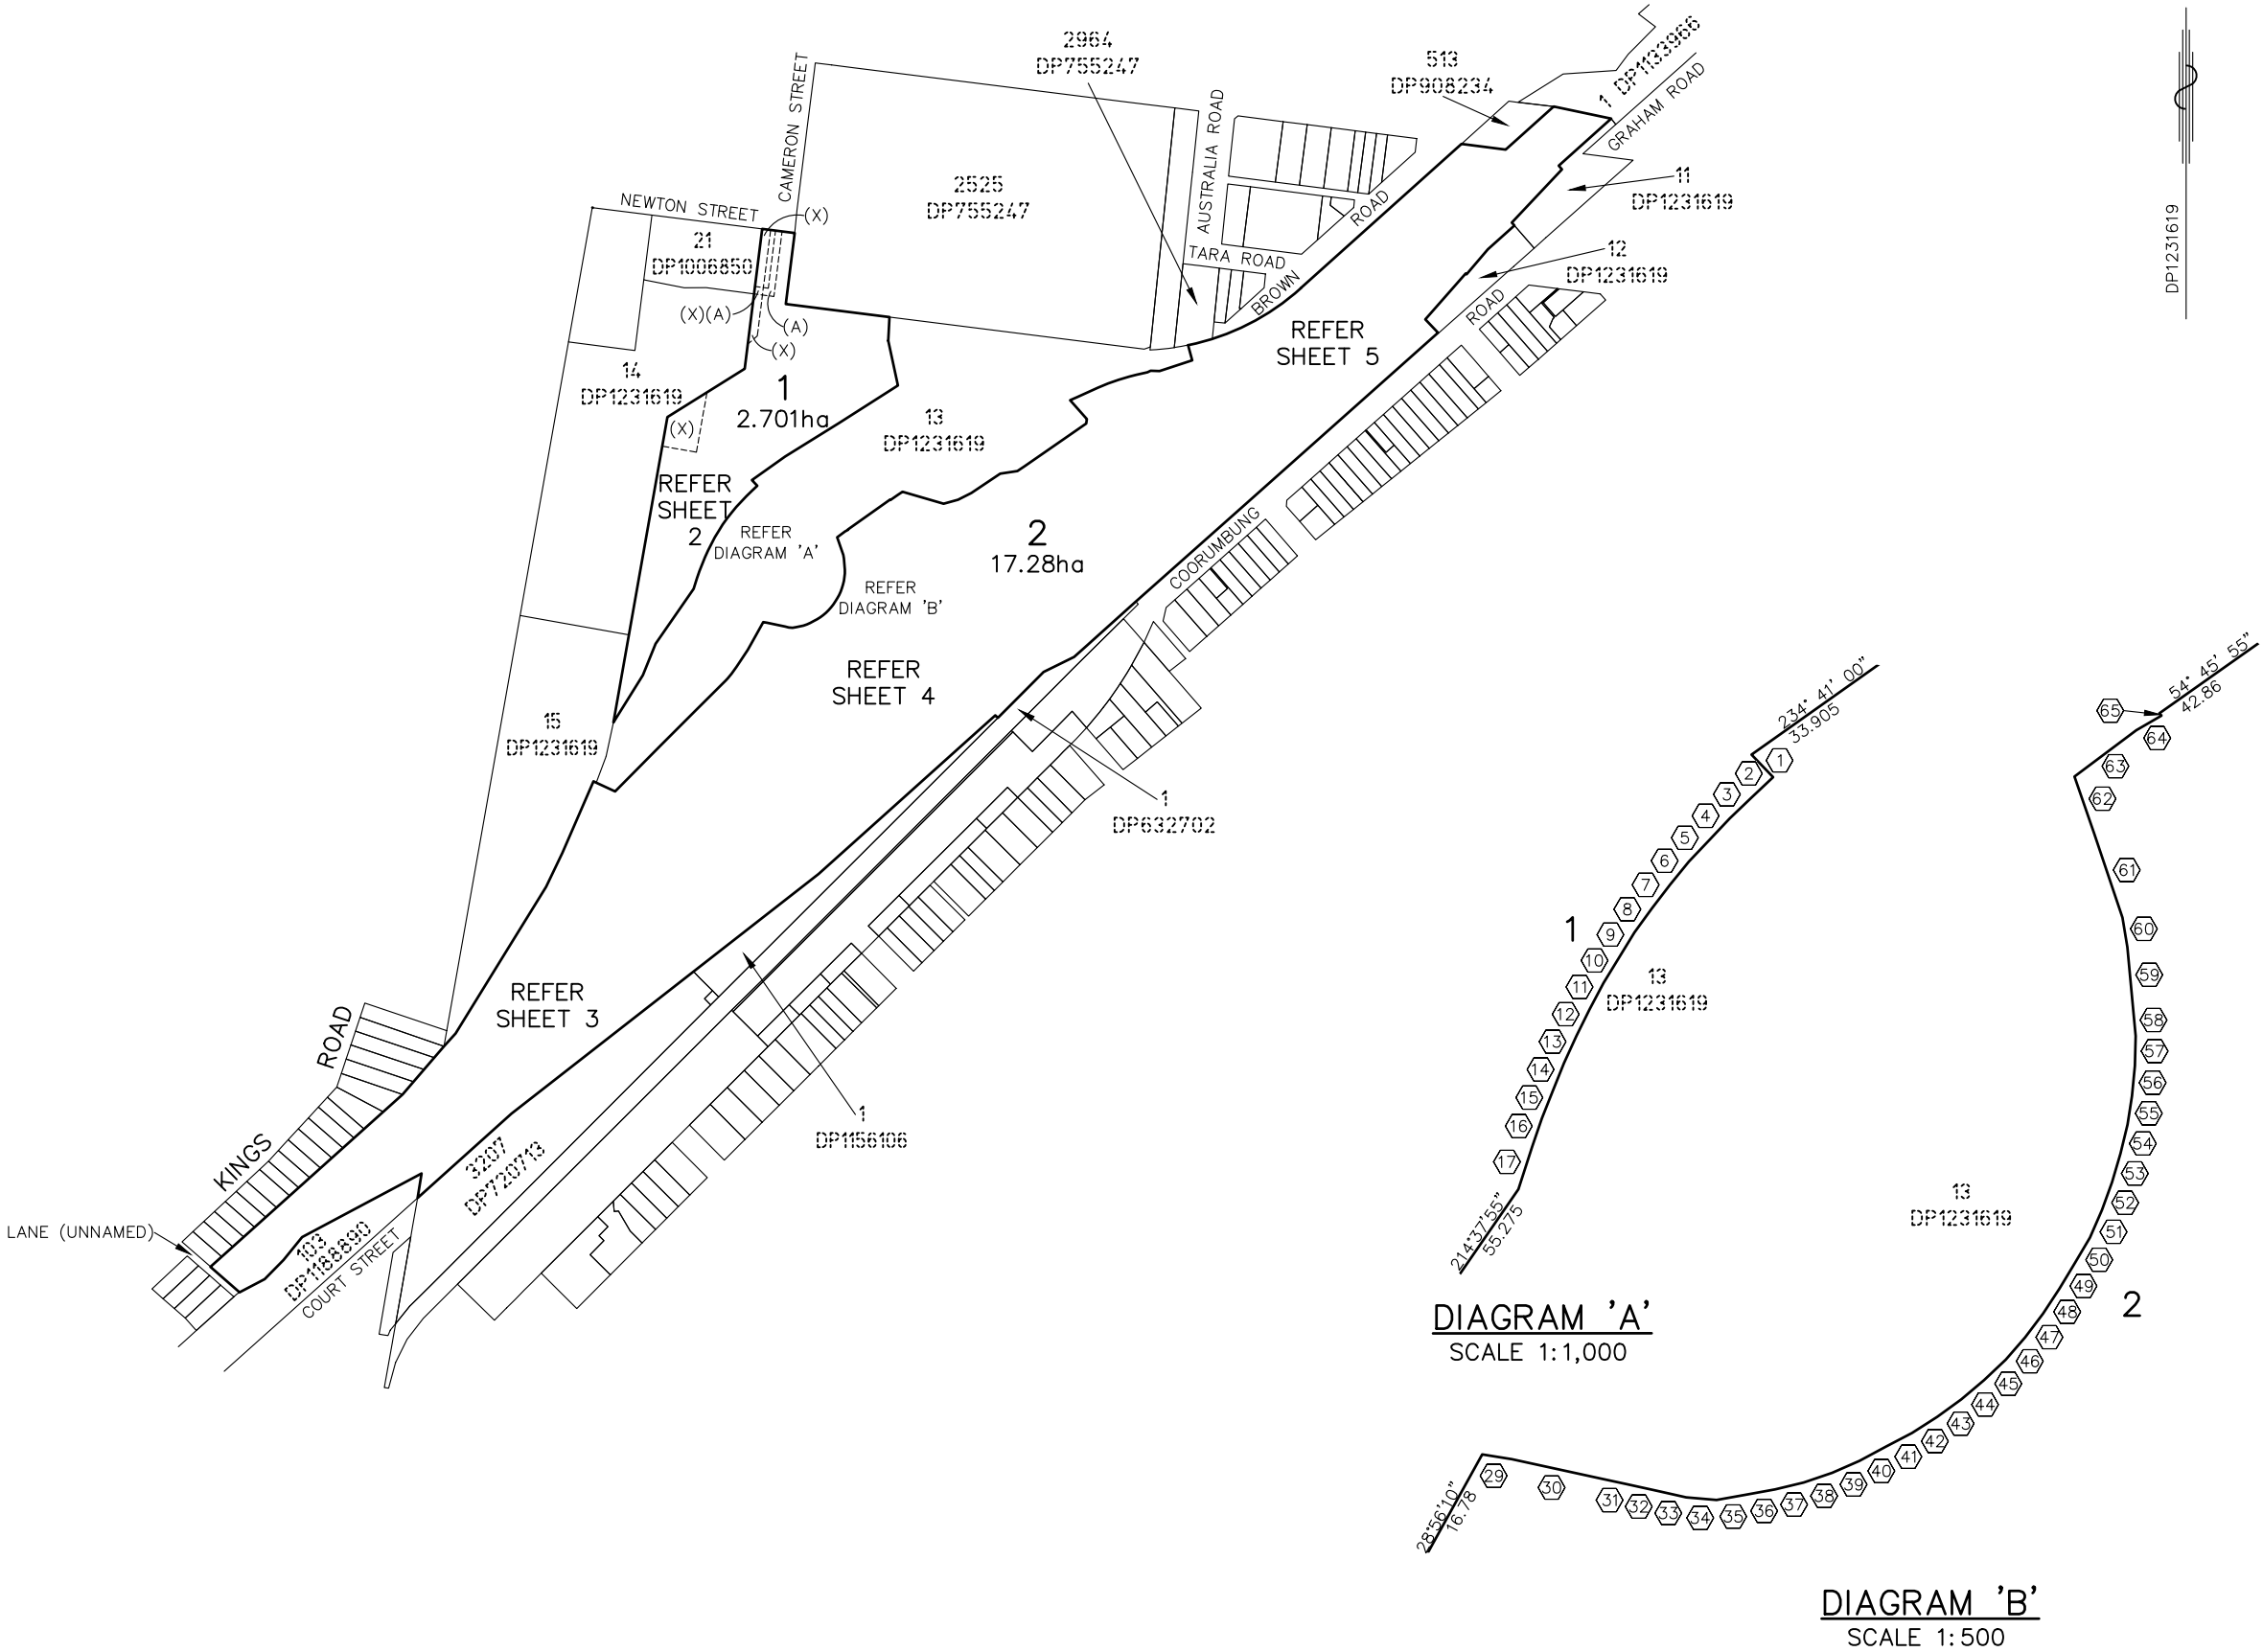 2964
DP755247
513
DP908234
1 DP1133966
GRAHAM ROAD
CAMERON STREET
AUSTRALIA ROAD
NEWTON STREET
(X)
2525
DP755247
11
DP1231619
DP1231619
21
DP1006850
TARA ROAD
BROWN ROAD
12
DP1231619
(X)(A)
(A)
(X)
REFER
SHEET 5
ROAD
14
DP1231619
1
2.701ha
(X)
13
DP1231619
REFER
SHEET
2
REFER
DIAGRAM 'A'
2
17.28ha
COORUMBUNG
REFER
DIAGRAM 'B'
REFER
SHEET 4
15
DP1231619
1
DP632702
REFER
SHEET 3
KINGS ROAD
1
DP1156106
3207
DP720713
LANE (UNNAMED)
103
DP1188890
COURT STREET
234° 41' 00"
33.905
1
2
3
4
5
6
7
8
9
10
11
12
13
14
15
16
17
1
13
DP1231619
214°37'55"
55.275
DIAGRAM 'A'
SCALE 1:1,000
54° 45' 55"
42.86
65
64
63
62
61
60
59
58
57
56
55
54
53
52
51
50
49
48
47
46
45
44
43
42
41
40
39
38
37
36
35
34
33
32
31
30
29
13
DP1231619
2
28°56'10"
16.78
DIAGRAM 'B'
SCALE 1:500